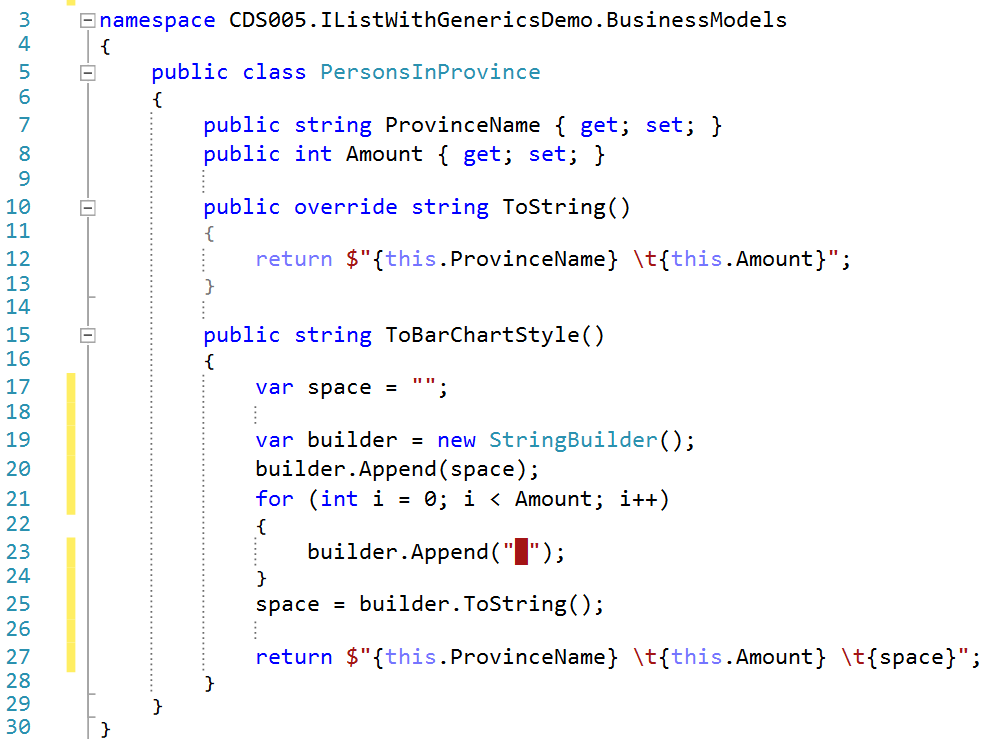 3 namespace CDS005.IListWithGenericsDemo.BusinessModels
4 {
5 public class PersonsInProvince
6 {
7 public string ProvinceName { get; set; }
8 public int Amount { get; set; }
9
10 public override string ToString()
11 {
12 return $"{this.ProvinceName} \t{this.Amount}";
13 }
14
15 public string ToBarChartStyle()
16 {
17 var space = "";
18
19 var builder = new StringBuilder();
20 builder.Append(space);
21 for (int i = 0; i < Amount; i++)
22 {
23 builder.Append("█");
24 }
25 space = builder.ToString();
26
27 return $"{this.ProvinceName} \t{this.Amount} \t{space}";
28 }
29 }
30 }